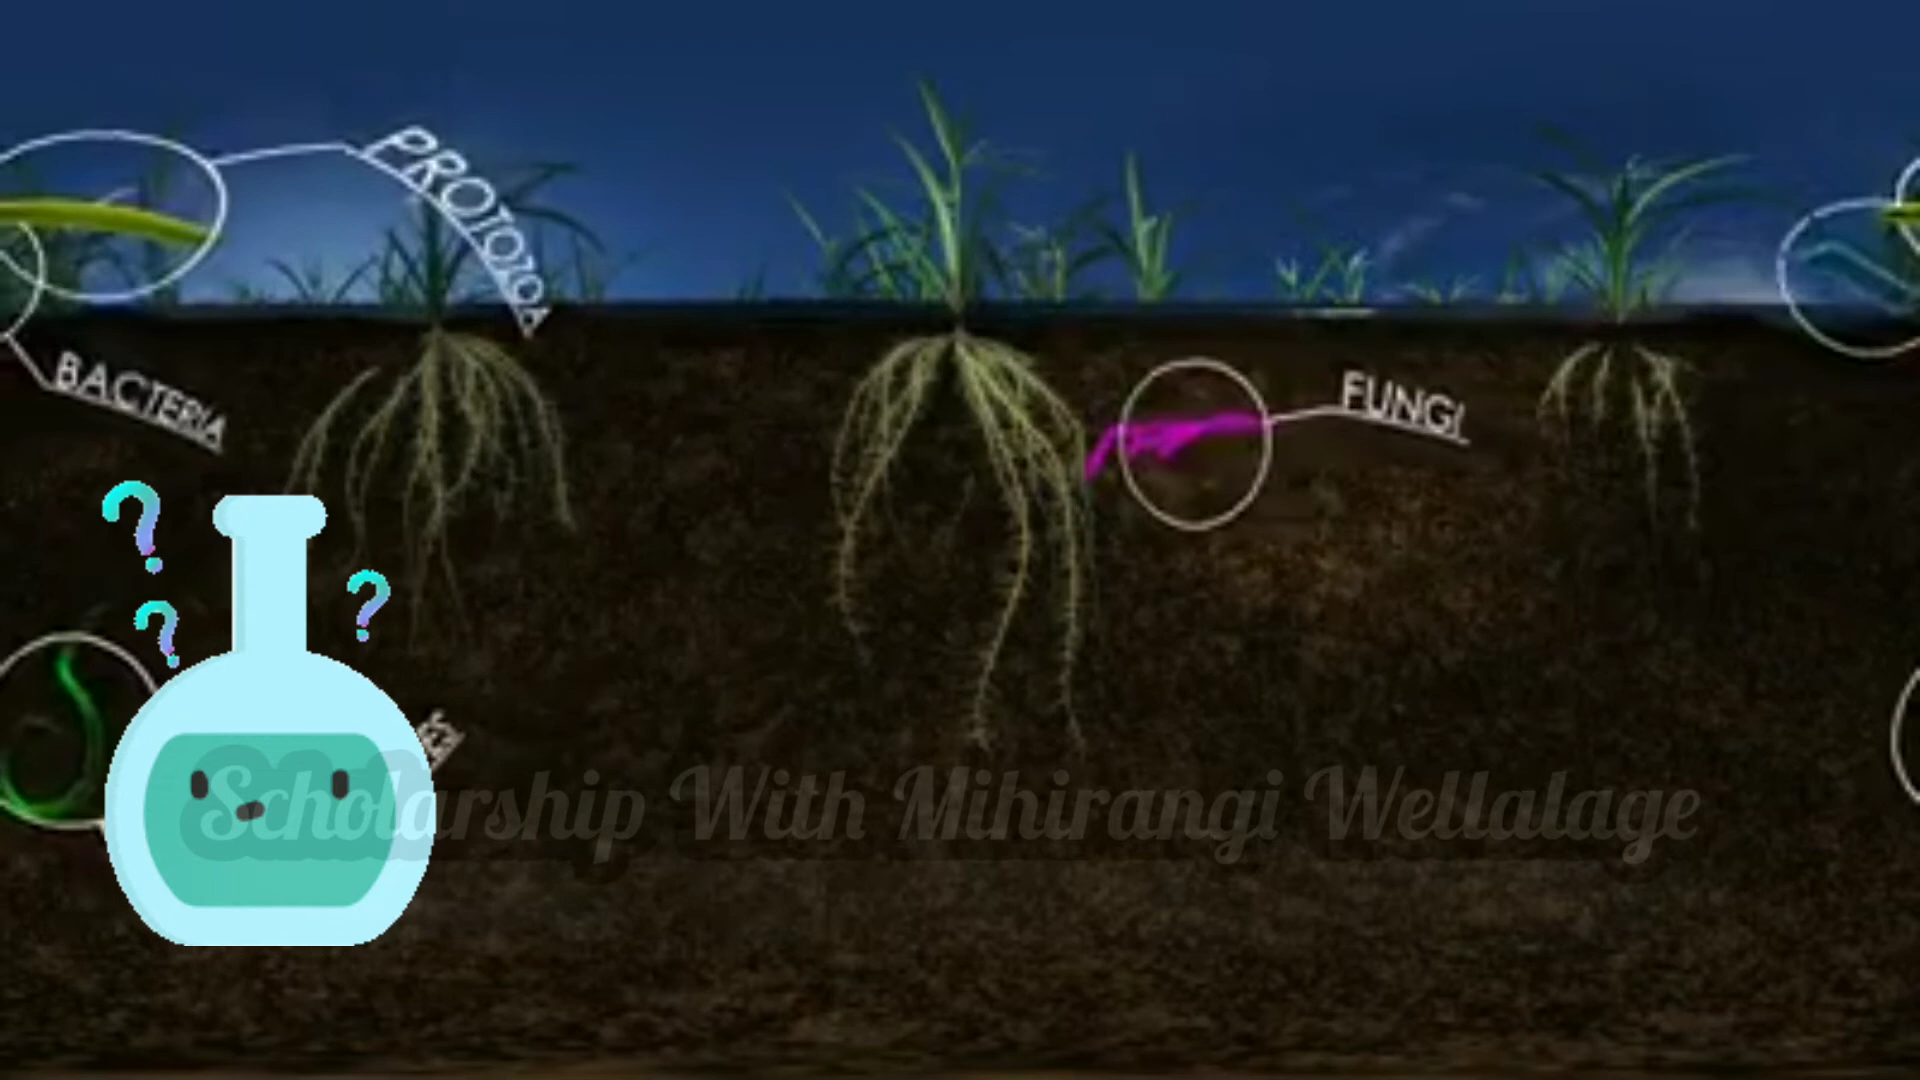 PROTOZOA
BACTERIA
FUNGI
?
?
?
Scholarship With Mihirangi Wellalage